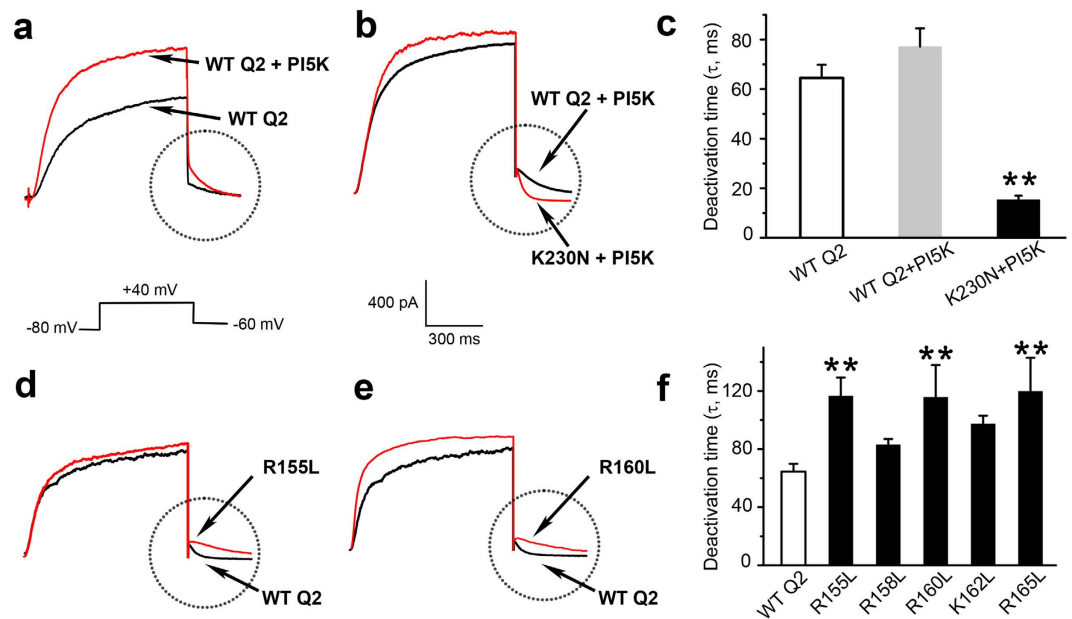 a
WT Q2 + PI5K
WT Q2
+40 mV
-80 mV
-60 mV
b
WT Q2 + PI5K
K230N + PI5K
400 pA
300 ms
c
Deactivation time (τ, ms)
80
60
40
20
0
**
WT Q2
WT Q2+PI5K
K230N+PI5K
d
R155L
WT Q2
e
R160L
WT Q2
f
Deactivation time (τ, ms)
120
80
40
0
**
**
**
WT Q2
R155L
R158L
R160L
K162L
R165L